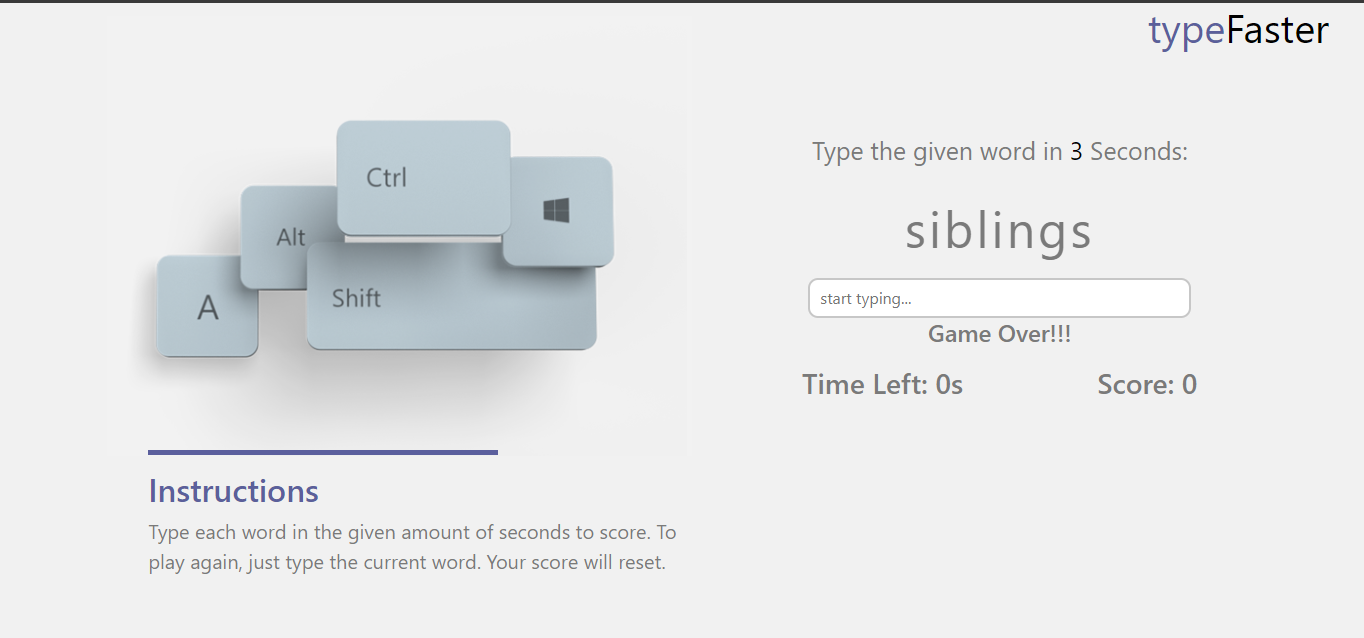 typeFaster
Ctrl
Alt
A
Shift
Type the given word in 3 Seconds:
siblings
start typing...
Game Over!!!
Time Left: 0s Score: 0
Instructions
Type each word in the given amount of seconds to score. To
play again, just type the current word. Your score will reset.